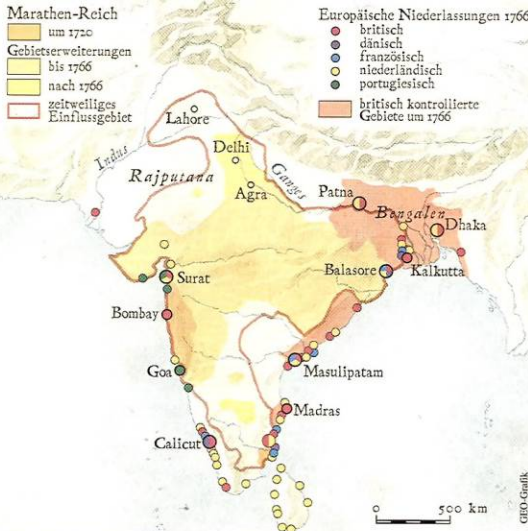 Marathen-Reich
um 1720
Gebietserweiterungen
bis 1766
nach 1766
zeitweiliges
Einflussgebiet
Europäische Niederlassungen 1766
britisch
dänisch
französisch
niederländisch
portugiesisch
britisch kontrollierte
Gebiete um 1766
Lahore
Indus
Delhi
Rajputana
Ganges
Agra
Patna
Bengalen
Dhaka
Surat
Balasore
Kalkutta
Bombay
Masulipatam
Goa
Madras
Calicut
0 500 km
GEO-Grafik